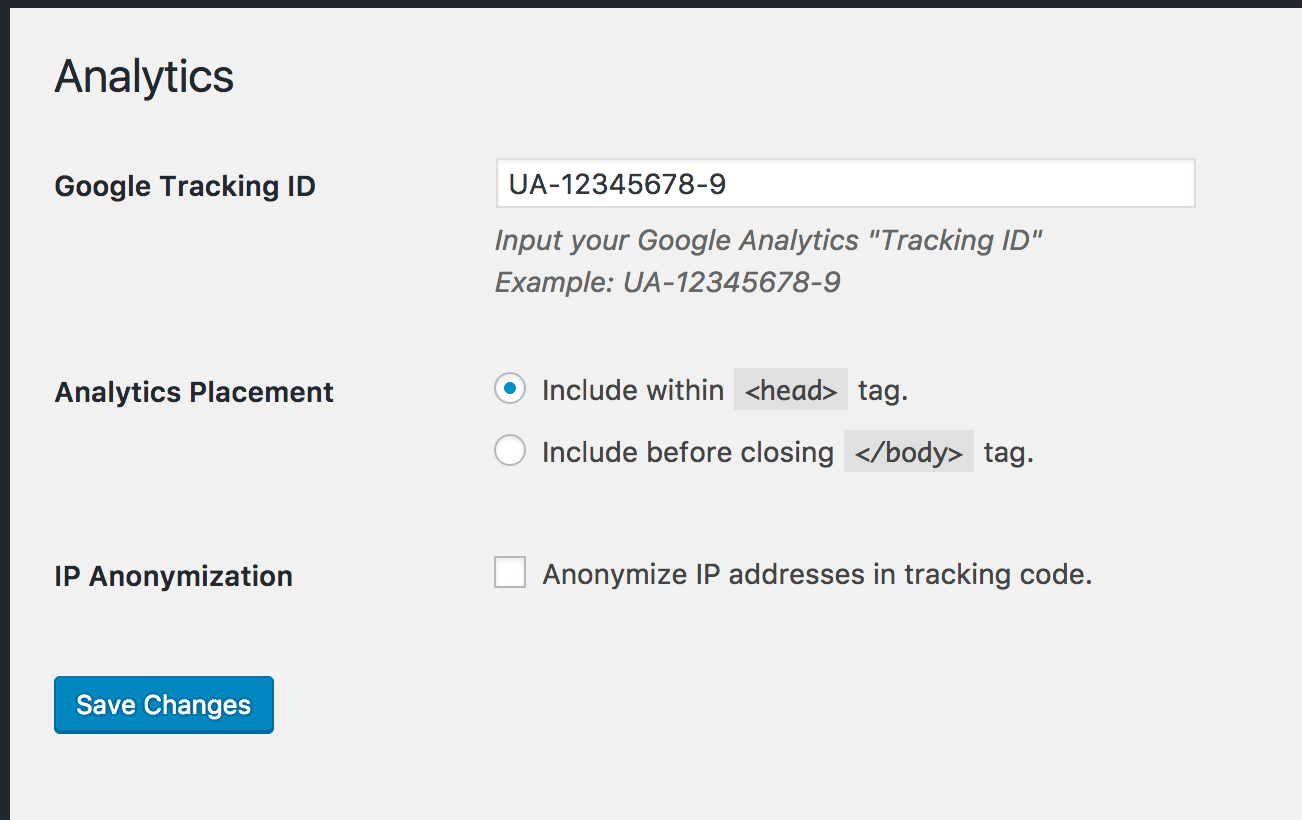 Analytics
Google Tracking ID
UA-12345678-9
Input your Google Analytics "Tracking ID"
Example: UA-12345678-9
Analytics Placement
Include within <head> tag.
Include before closing </body> tag.
IP Anonymization
Anonymize IP addresses in tracking code.
Save Changes